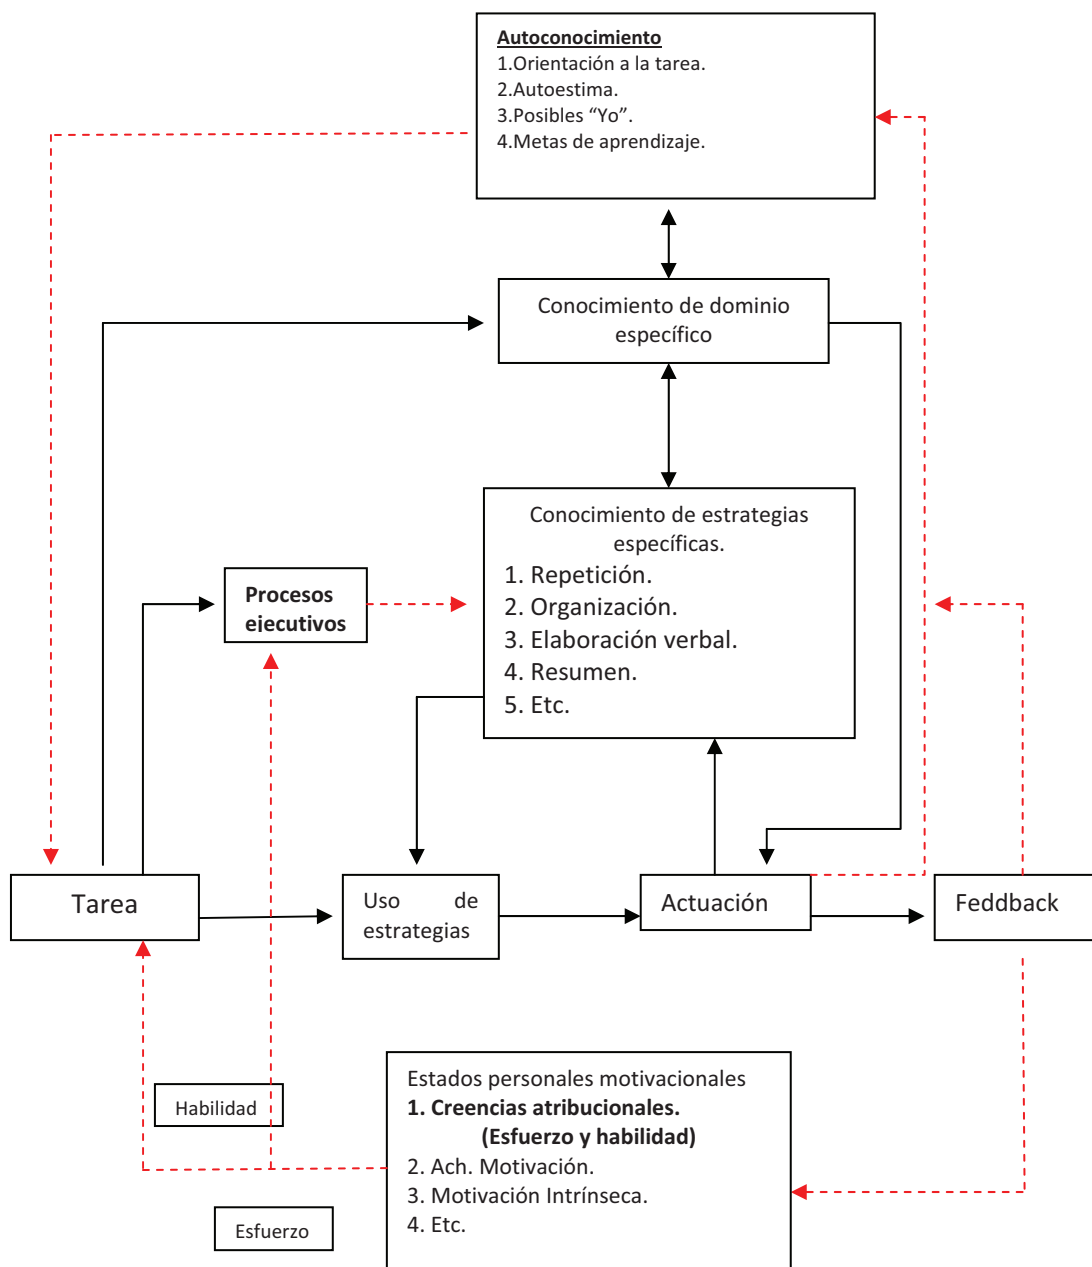 Autoconocimiento
1.Orientación a la tarea.
2.Autoestima.
3.Posibles “Yo”.
4.Metas de aprendizaje.
Conocimiento de dominio
específico
Conocimiento de estrategias
específicas.
1. Repetición.
2. Organización.
3. Elaboración verbal.
4. Resumen.
5. Etc.
Procesos
ejecutivos
Tarea
Uso de
estrategias
Actuación
Feddback
Estados personales motivacionales
1. Creencias atribucionales.
(Esfuerzo y habilidad)
2. Ach. Motivación.
3. Motivación Intrínseca.
4. Etc.
Habilidad
Esfuerzo